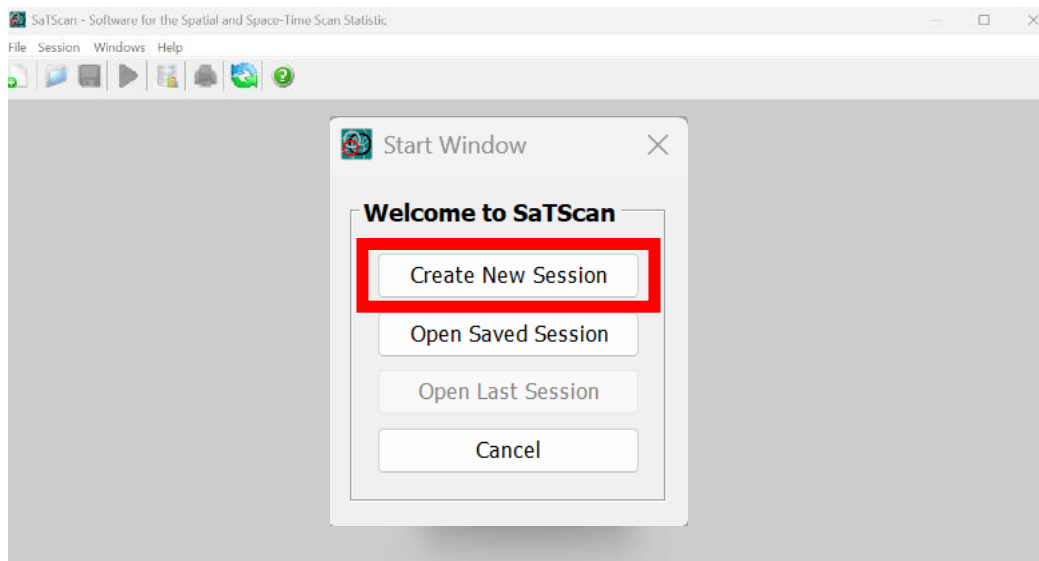 SaTScan - Software for the Spatial and Space-Time Scan Statistic
File Session Windows Help
Start Window
Welcome to SaTScan
Create New Session
Open Saved Session
Open Last Session
Cancel